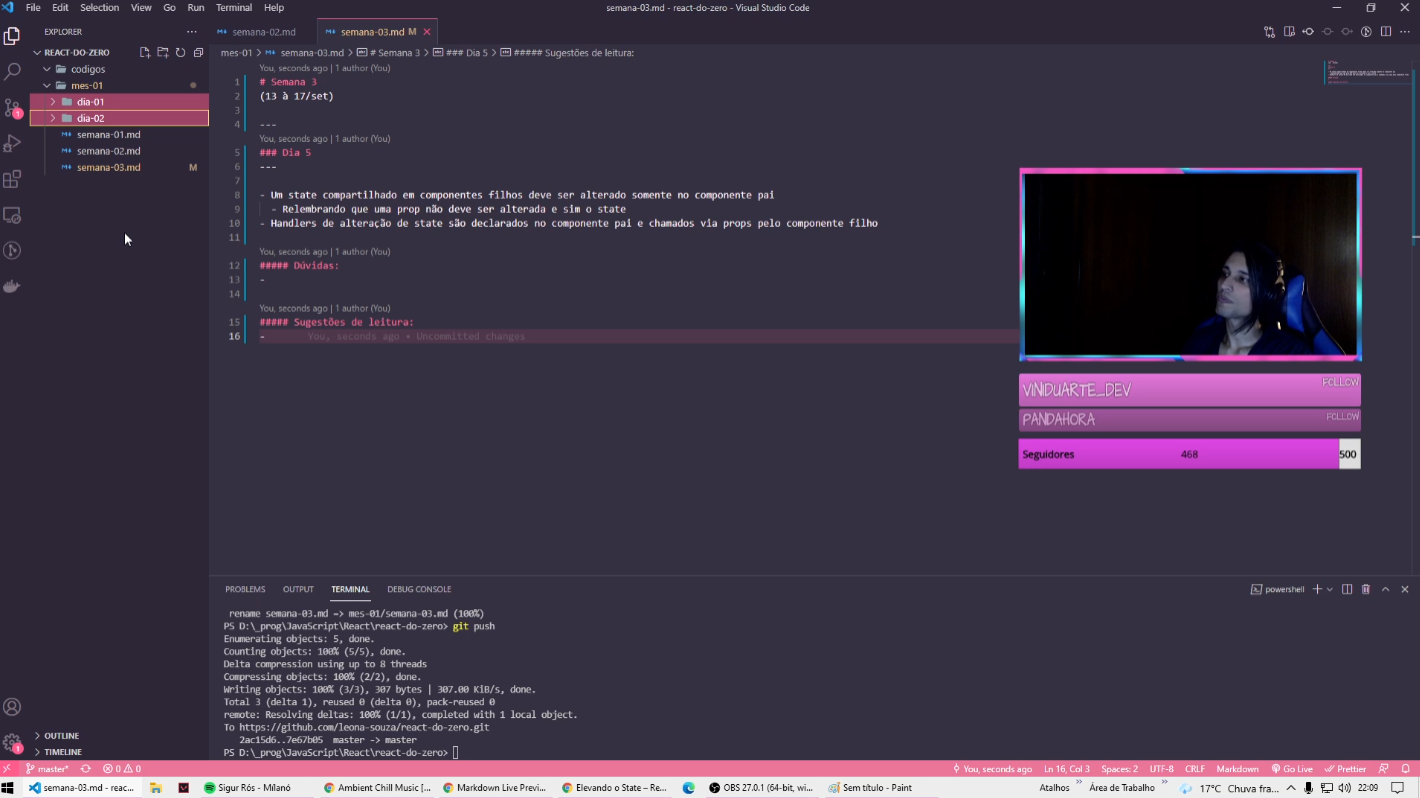 File Edit Selection View Go Run Terminal Help
semana-03.md - react-do-zero - Visual Studio Code
EXPLORER
REACT-DO-ZERO
codigos
mes-01
dia-01
dia-02
semana-01.md
semana-02.md
semana-03.md M
OUTLINE
TIMELINE
semana-02.md semana-03.md M
mes-01 > semana-03.md > # Semana 3 > ### Dia 5 > ##### Sugestões de leitura:
You, seconds ago | 1 author (You)
1 # Semana 3
2 (13 à 17/set)
3
4 ---
You, seconds ago | 1 author (You)
5 ### Dia 5
6 ---
7
8 - Um state compartilhado em componentes filhos deve ser alterado somente no componente pai
9 - Relembrando que uma prop não deve ser alterada e sim o state
10 - Handlers de alteração de state são declarados no componente pai e chamados via props pelo componente filho
11
You, seconds ago | 1 author (You)
12 ##### Dúvidas:
13 -
14
You, seconds ago | 1 author (You)
15 ##### Sugestões de leitura:
16 - You, seconds ago • Uncommitted changes
VINIDUARTE_DEV FOLLOW
PANDAHORA FOLLOW
Seguidores 468 500
PROBLEMS OUTPUT TERMINAL DEBUG CONSOLE
powershell
rename semana-03.md => mes-01/semana-03.md (100%)
PS D:\_prog\JavaScript\React\react-do-zero> git push
Enumerating objects: 5, done.
Counting objects: 100% (5/5), done.
Delta compression using up to 8 threads
Compressing objects: 100% (2/2), done.
Writing objects: 100% (3/3), 307 bytes | 307.00 KiB/s, done.
Total 3 (delta 1), reused 0 (delta 0), pack-reused 0
remote: Resolving deltas: 100% (1/1), completed with 1 local object.
To https://github.com/leona-souza/react-do-zero.git
2ac15d6..7e67b05 master -> master
PS D:\_prog\JavaScript\React\react-do-zero>
master* 0 0 You, seconds ago Ln 16, Col 3 Spaces: 2 UTF-8 CRLF Markdown Go Live Prettier
semana-03.md - reac... Sigur Rós - Milanó Ambient Chill Music [... Markdown Live Previ... Elevando o State – Re... OBS 27.0.1 (64-bit, wi... Sem título - Paint Atalhos Área de Trabalho 17°C Chuva fra... 22:09